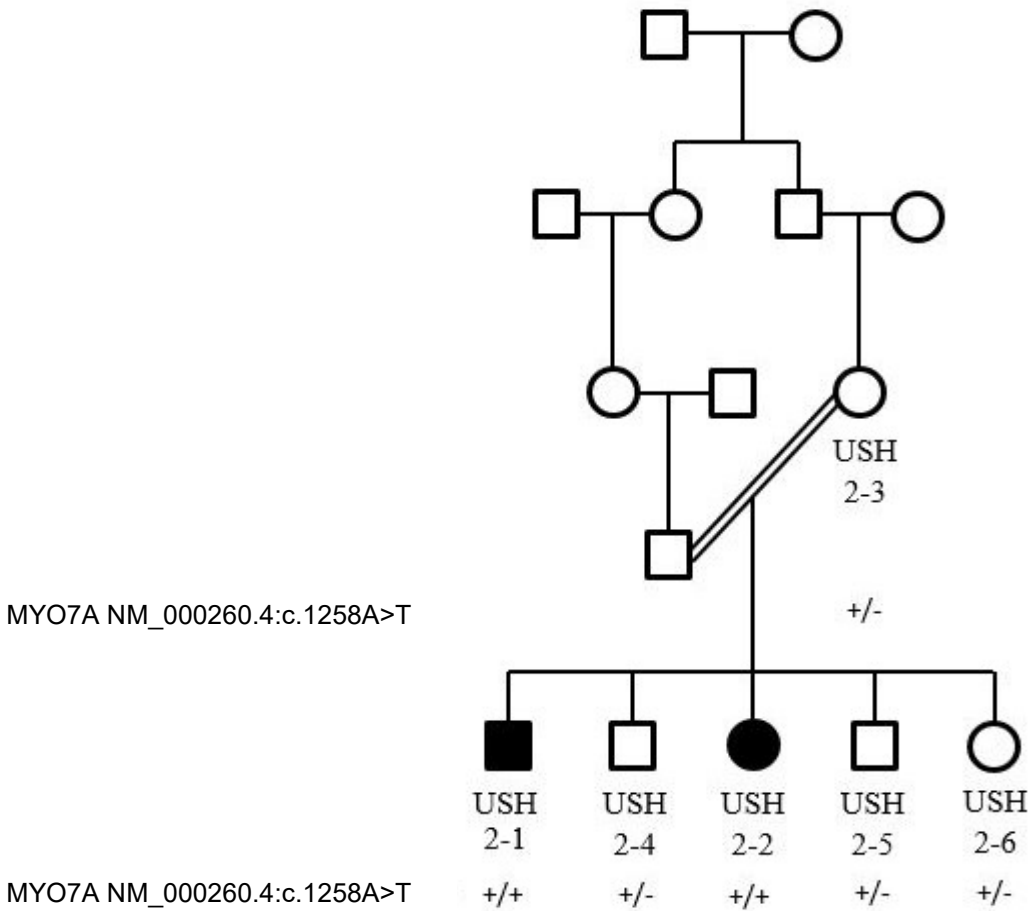 USH
2-3
MYO7A NM_000260.4:c.1258A>T +/-
USH USH USH USH USH
2-1 2-4 2-2 2-5 2-6
MYO7A NM_000260.4:c.1258A>T +/+ +/- +/+ +/- +/-